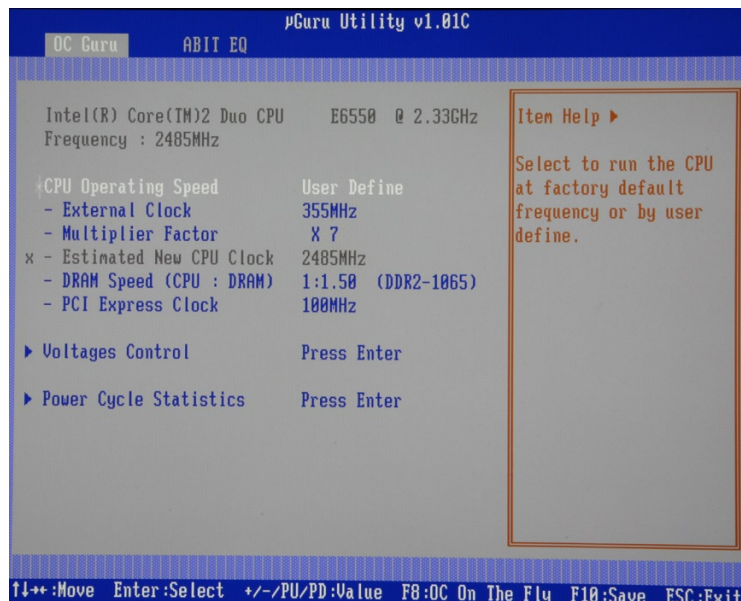 µGuru Utility v1.01C
OC Guru ABIT EQ
Intel(R) Core(TM)2 Duo CPU E6550 @ 2.33GHz
Frequency : 2485MHz
CPU Operating Speed User Define
- External Clock 355MHz
- Multiplier Factor X 7
x - Estimated New CPU Clock 2485MHz
- DRAM Speed (CPU : DRAM) 1:1.50 (DDR2-1065)
- PCI Express Clock 100MHz
Voltages Control Press Enter
Power Cycle Statistics Press Enter
Item Help
Select to run the CPU
at factory default
frequency or by user
define.
↑↓→←:Move Enter:Select +/-/PU/PD:Value F8:OC On The Fly F10:Save ESC:Exit